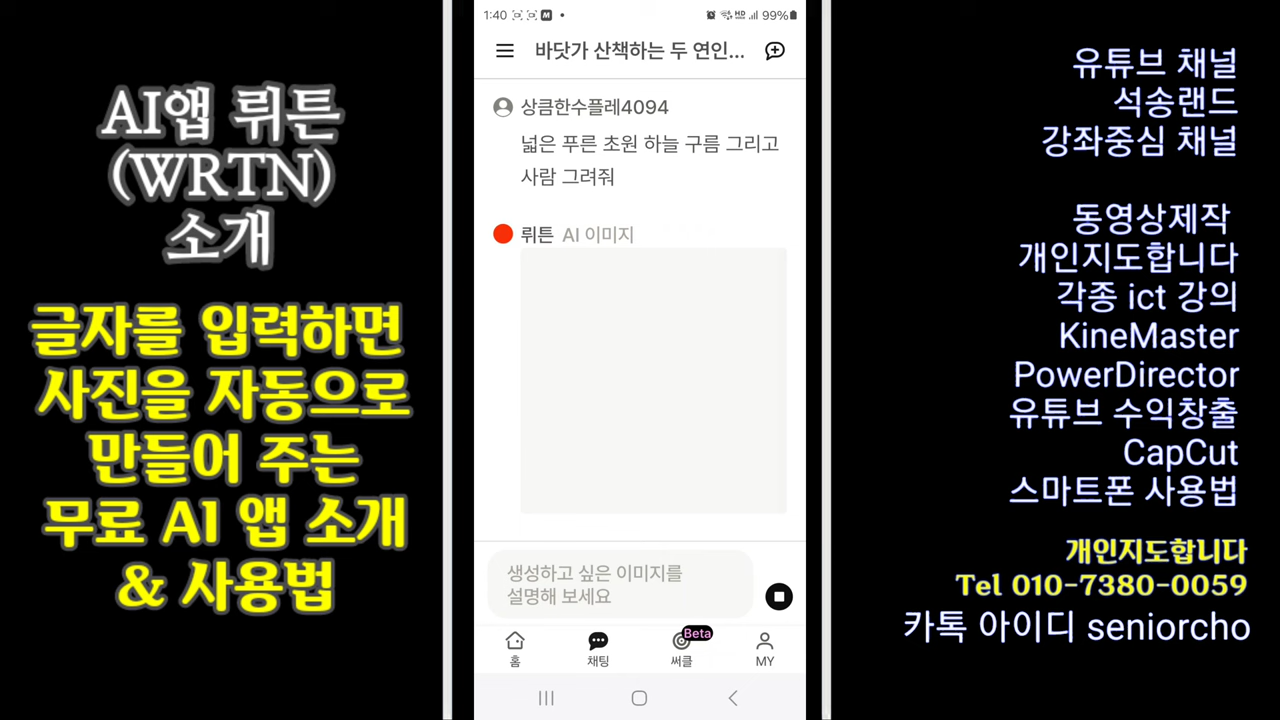 AI앱 뤼튼
(WRTN)
소개
글자를 입력하면
사진을 자동으로
만들어 주는
무료 AI 앱 소개
& 사용법
1:40
M
HD
99%
바닷가 산책하는 두 연인...
상큼한수플레4094
넓은 푸른 초원 하늘 구름 그리고
사람 그려줘
뤼튼 AI 이미지
생성하고 싶은 이미지를
설명해 보세요
Beta
홈
채팅
써클
MY
유튜브 채널
석송랜드
강좌중심 채널
동영상제작
개인지도합니다
각종 ict 강의
KineMaster
PowerDirector
유튜브 수익창출
CapCut
스마트폰 사용법
개인지도합니다
Tel 010-7380-0059
카톡 아이디 seniorcho